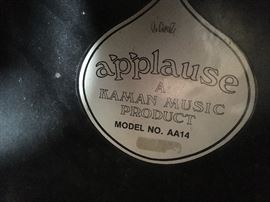 applause
A
KAMAN MUSIC
PRODUCT
MODEL NO. AA14